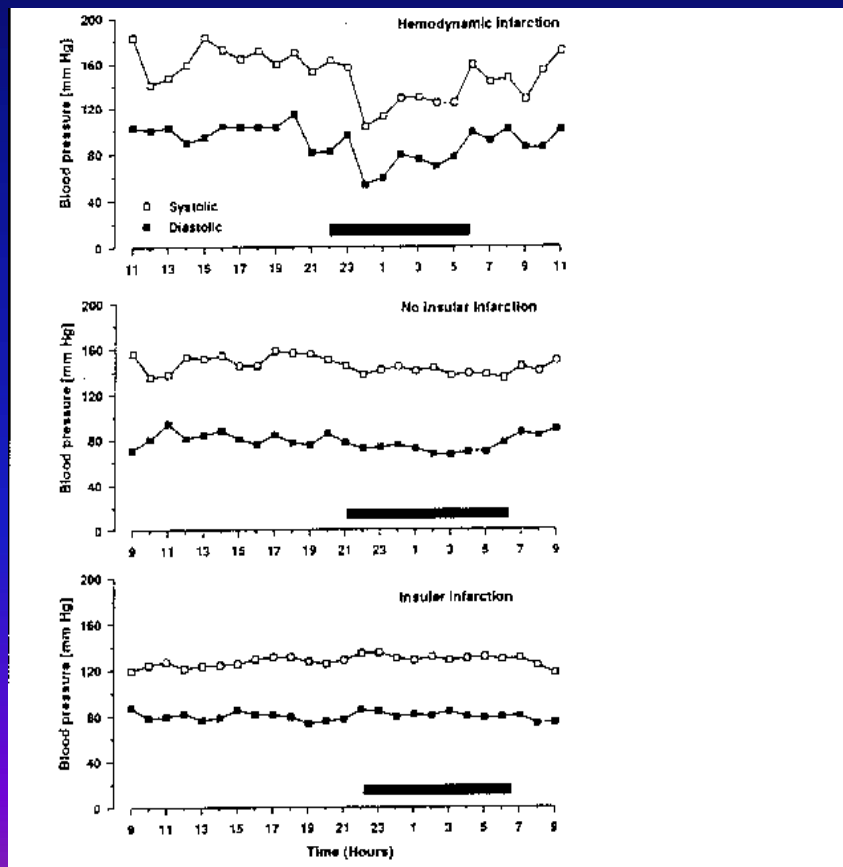 Hemodynamic infarction
Blood pressure [mm Hg]
200
160
120
80
40
0
Systolic
Diastolic
11 13 15 17 19 21 23 1 3 5 7 9 11
No insular infarction
Blood pressure [mm Hg]
200
160
120
80
40
0
9 11 13 15 17 19 21 23 1 3 5 7 9
Insular infarction
Blood pressure [mm Hg]
200
160
120
80
40
0
9 11 13 15 17 19 21 23 1 3 5 7 9
Time (Hours)